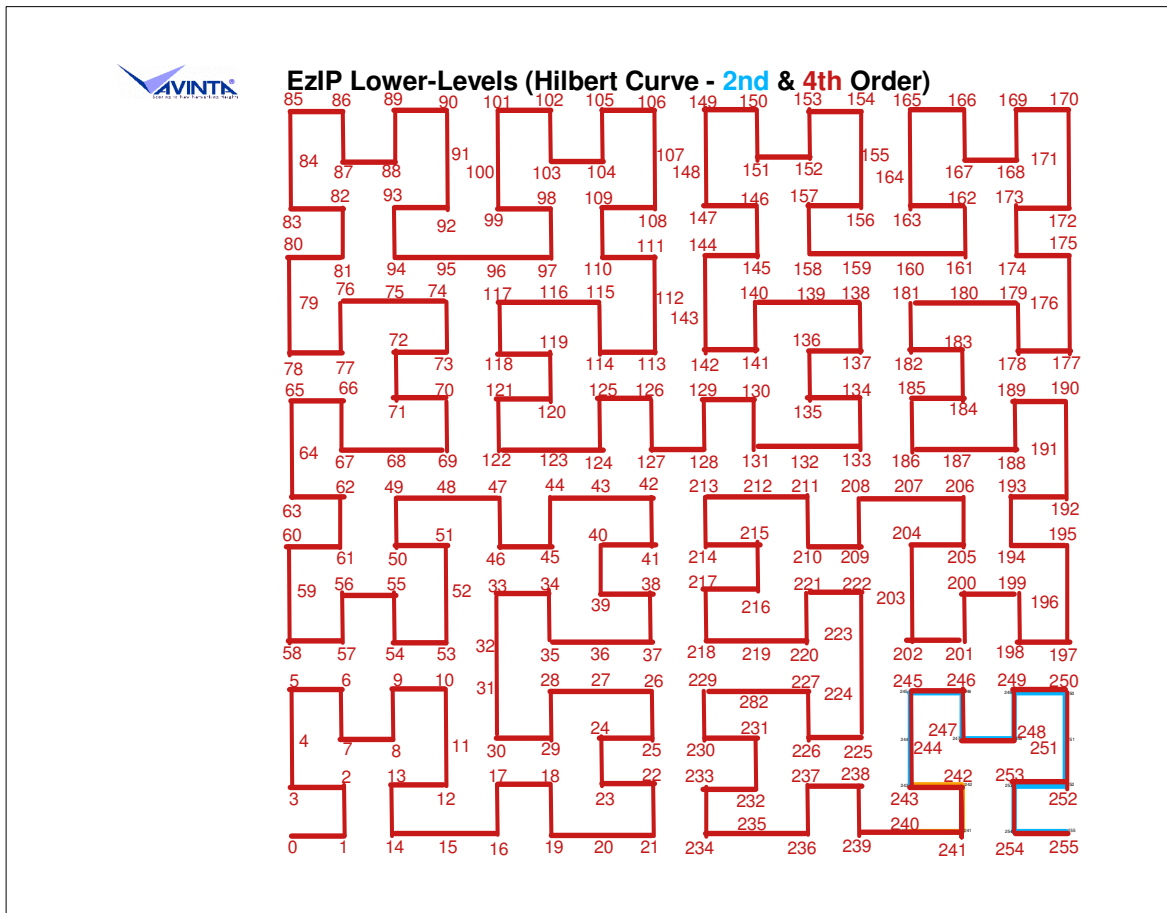 AVINTA®
EzIP Lower-Levels (Hilbert Curve - 2nd & 4th Order)
85 86 89 90 101 102 105 106 149 150 153 154 165 166 169 170
84 87 88 91 100 103 104 107 148 151 152 155 164 167 168 171
83 82 93 92 99 98 109 108 147 146 157 156 163 162 173 172
80 81 94 95 96 97 110 111 144 145 158 159 160 161 174 175
79 76 75 74 117 116 115 112 143 140 139 138 181 180 179 176
78 77 72 73 118 119 114 113 142 141 136 137 182 183 178 177
65 66 71 70 121 120 125 126 129 130 135 134 185 184 189 190
64 67 68 69 122 123 124 127 128 131 132 133 186 187 188 191
63 62 49 48 47 44 43 42 213 212 211 208 207 206 193 192
60 61 50 51 46 45 40 41 214 215 210 209 204 205 194 195
59 56 55 52 33 34 39 38 217 216 221 222 203 200 199 196
58 57 54 53 32 35 36 37 218 219 220 223 202 201 198 197
5 6 9 10 31 28 27 26 229 282 227 224 245 246 249 250
4 7 8 11 30 29 24 25 230 231 226 225 244 247 248 251
3 2 13 12 17 18 23 22 233 232 237 238 243 242 253 252
0 1 14 15 16 19 20 21 234 235 236 239 240 241 254 255